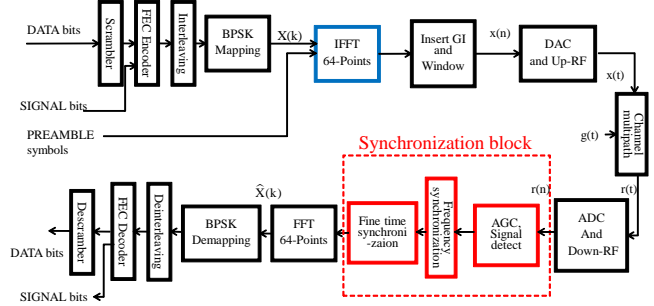 DATA bits
Scrambler
FEC Encoder
Interleaving
BPSK
Mapping
X(k)
IFFT
64-Points
Insert GI
and
Window
x(n)
DAC
and Up-RF
x(t)
SIGNAL bits
PREAMBLE
symbols
g(t)
Channel
multipath
Synchronization block
r(t)
r(n)
X̂(k)
Descramber
FEC Decoder
Deinterleaving
BPSK
Demapping
FFT
64-Points
Fine time
synchroni
-zaion
Frequency
synchronization
AGC,
Signal
detect
ADC
And
Down-RF
DATA bits
SIGNAL bits